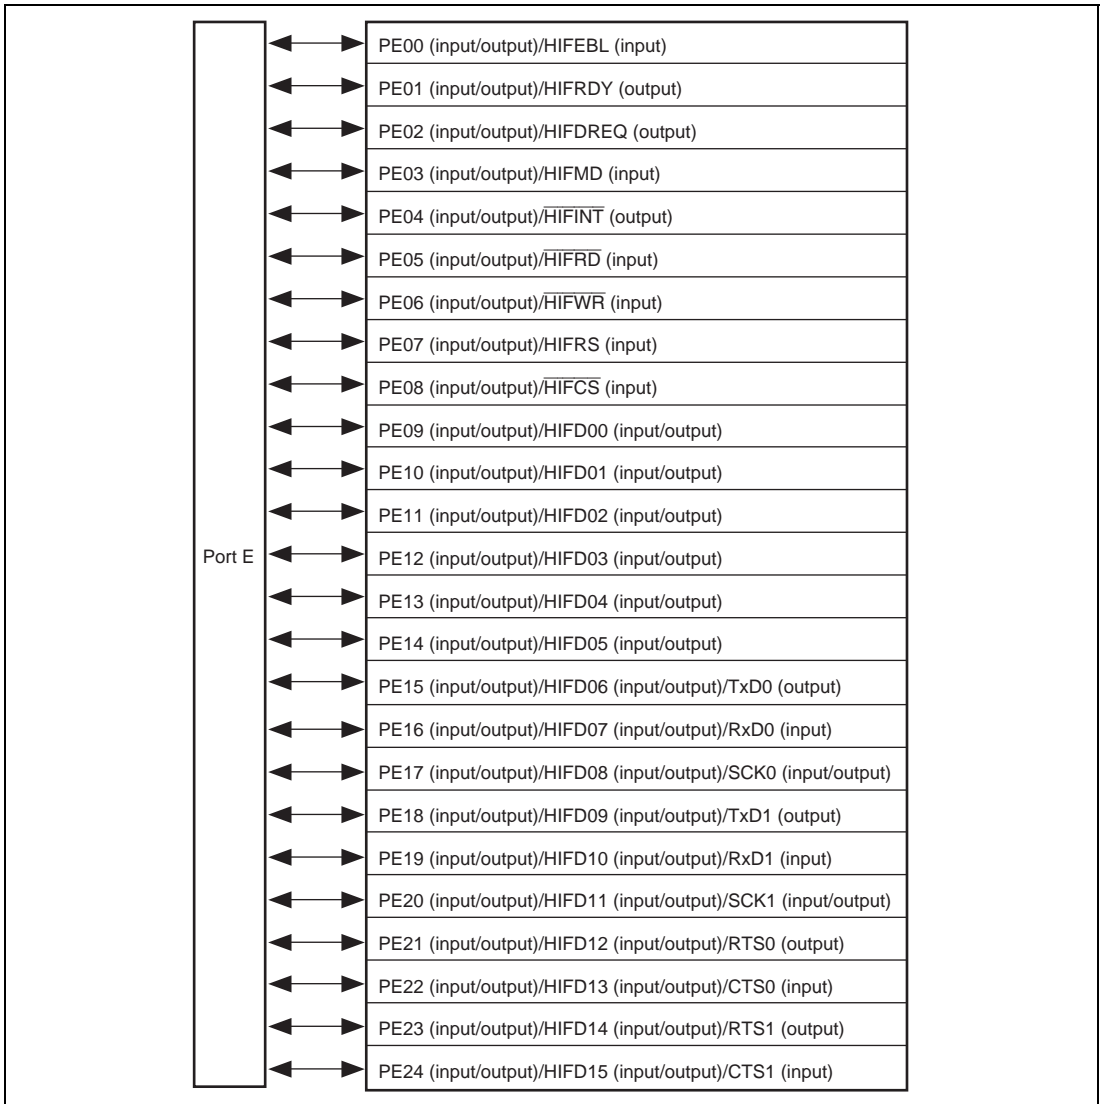 PE00 (input/output)/HIFEBL (input)
PE01 (input/output)/HIFRDY (output)
PE02 (input/output)/HIFDREQ (output)
PE03 (input/output)/HIFMD (input)
PE04 (input/output)/H̅I̅F̅I̅N̅T̅ (output)
PE05 (input/output)/H̅I̅F̅R̅D̅ (input)
PE06 (input/output)/H̅I̅F̅W̅R̅ (input)
PE07 (input/output)/HIFRS (input)
PE08 (input/output)/H̅I̅F̅C̅S̅ (input)
PE09 (input/output)/HIFD00 (input/output)
PE10 (input/output)/HIFD01 (input/output)
PE11 (input/output)/HIFD02 (input/output)
Port E
PE12 (input/output)/HIFD03 (input/output)
PE13 (input/output)/HIFD04 (input/output)
PE14 (input/output)/HIFD05 (input/output)
PE15 (input/output)/HIFD06 (input/output)/TxD0 (output)
PE16 (input/output)/HIFD07 (input/output)/RxD0 (input)
PE17 (input/output)/HIFD08 (input/output)/SCK0 (input/output)
PE18 (input/output)/HIFD09 (input/output)/TxD1 (output)
PE19 (input/output)/HIFD10 (input/output)/RxD1 (input)
PE20 (input/output)/HIFD11 (input/output)/SCK1 (input/output)
PE21 (input/output)/HIFD12 (input/output)/RTS0 (output)
PE22 (input/output)/HIFD13 (input/output)/CTS0 (input)
PE23 (input/output)/HIFD14 (input/output)/RTS1 (output)
PE24 (input/output)/HIFD15 (input/output)/CTS1 (input)